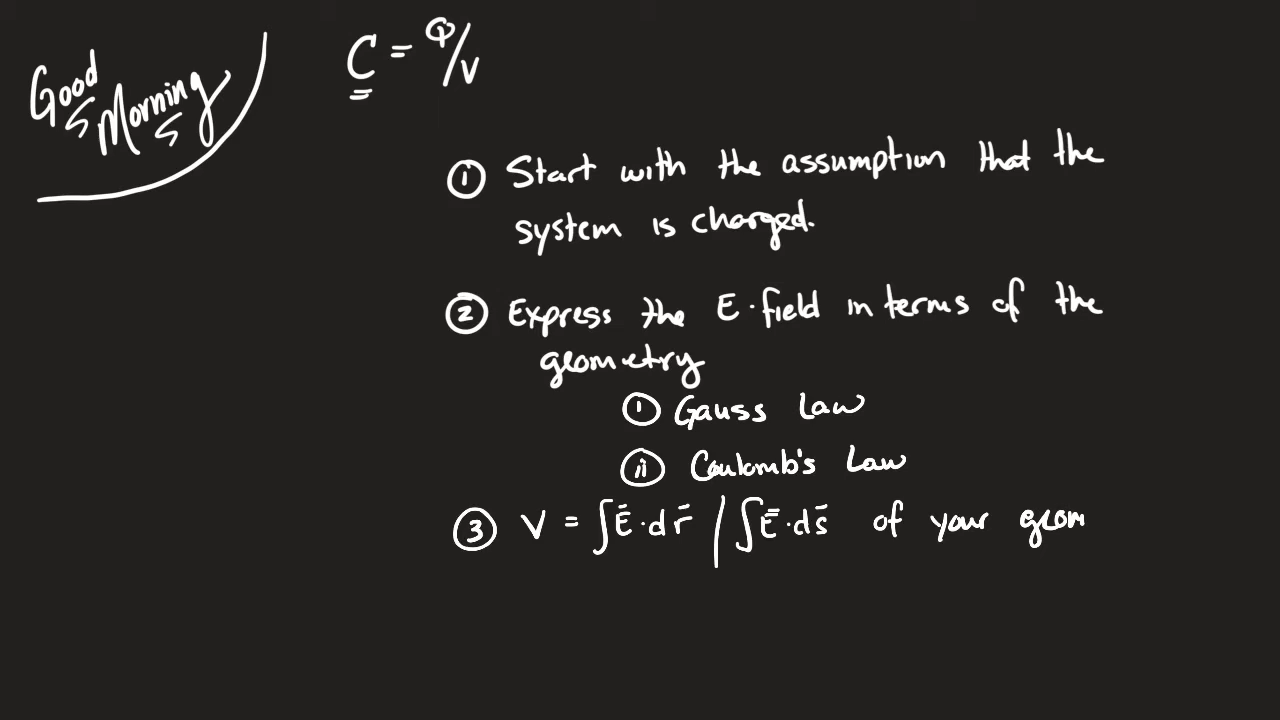 Good
Morning
C = Q/V
① Start with the assumption that the
system is charged.
② Express the E-field in terms of the
geometry
ⓘ Gauss Law
ⓘⓘ Coulomb's Law
③ V = ∫Ē·dr̄ | ∫Ē·ds̄ of your geom